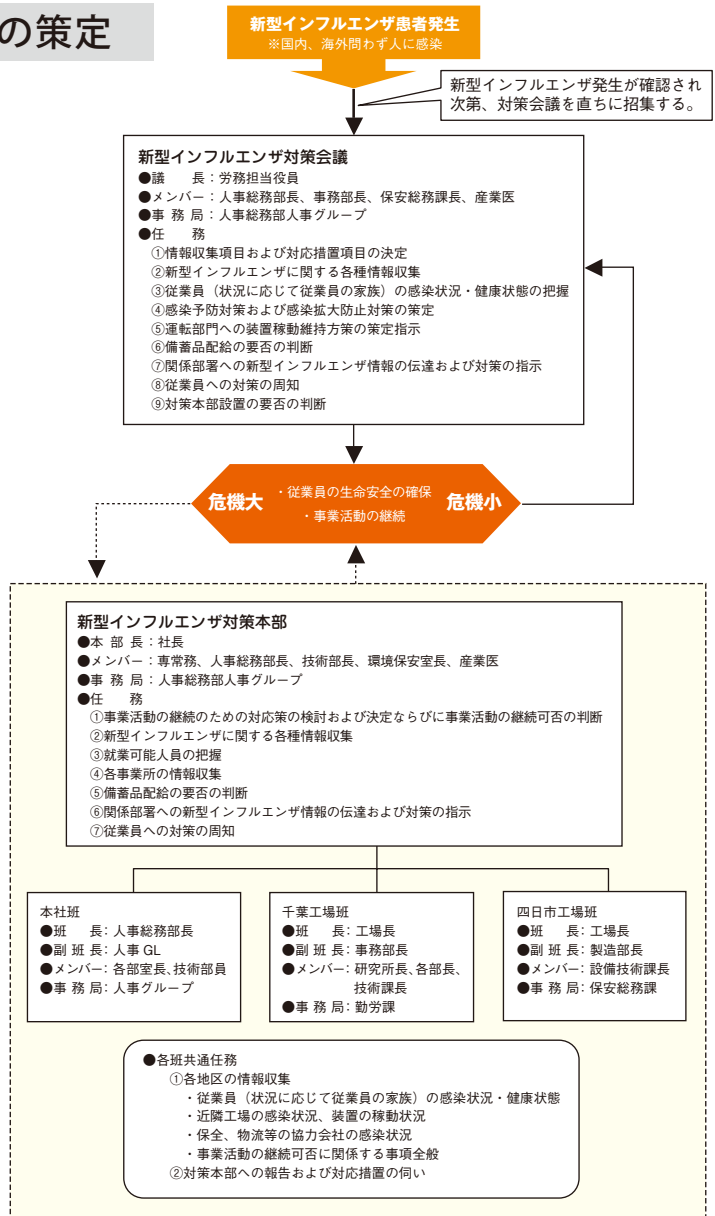 の策定
新型インフルエンザ患者発生
※国内、海外問わず人に感染
新型インフルエンザ発生が確認され
次第、対策会議を直ちに招集する。
新型インフルエンザ対策会議
●議　　長：労務担当役員
●メンバー：人事総務部長、事務部長、保安総務課長、産業医
●事 務 局：人事総務部人事グループ
●任　　務
①情報収集項目および対応措置項目の決定
②新型インフルエンザに関する各種情報収集
③従業員（状況に応じて従業員の家族）の感染状況・健康状態の把握
④感染予防対策および感染拡大防止対策の策定
⑤運転部門への装置稼動維持方策の策定指示
⑥備蓄品配給の要否の判断
⑦関係部署への新型インフルエンザ情報の伝達および対策の指示
⑧従業員への対策の周知
⑨対策本部設置の要否の判断
危機大
・従業員の生命安全の確保
・事業活動の継続
危機小
新型インフルエンザ対策本部
●本 部 長：社長
●メンバー：専常務、人事総務部長、技術部長、環境保安室長、産業医
●事 務 局：人事総務部人事グループ
●任　　務
①事業活動の継続のための対応策の検討および決定ならびに事業活動の継続可否の判断
②新型インフルエンザに関する各種情報収集
③就業可能人員の把握
④各事業所の情報収集
⑤備蓄品配給の要否の判断
⑥関係部署への新型インフルエンザ情報の伝達および対策の指示
⑦従業員への対策の周知
本社班
●班　　長：人事総務部長
●副 班 長：人事 GL
●メンバー：各部室長、技術部員
●事 務 局：人事グループ
千葉工場班
●班　　長：工場長
●副 班 長：事務部長
●メンバー：研究所長、各部長、
技術課長
●事 務 局：勤労課
四日市工場班
●班　　長：工場長
●副 班 長：製造部長
●メンバー：設備技術課長
●事 務 局：保安総務課
●各班共通任務
①各地区の情報収集
・従業員（状況に応じて従業員の家族）の感染状況・健康状態
・近隣工場の感染状況、装置の稼動状況
・保全、物流等の協力会社の感染状況
・事業活動の継続可否に関係する事項全般
②対策本部への報告および対応措置の伺い